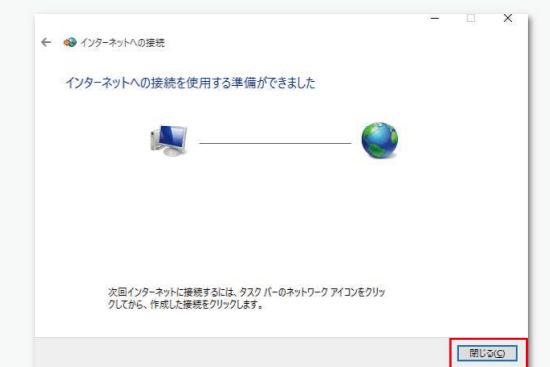 インターネットへの接続
インターネットへの接続を使用する準備ができました
次回インターネットに接続するには、タスク バーのネットワーク アイコンをクリッ
クしてから、作成した接続をクリックします。
閉じる(C)